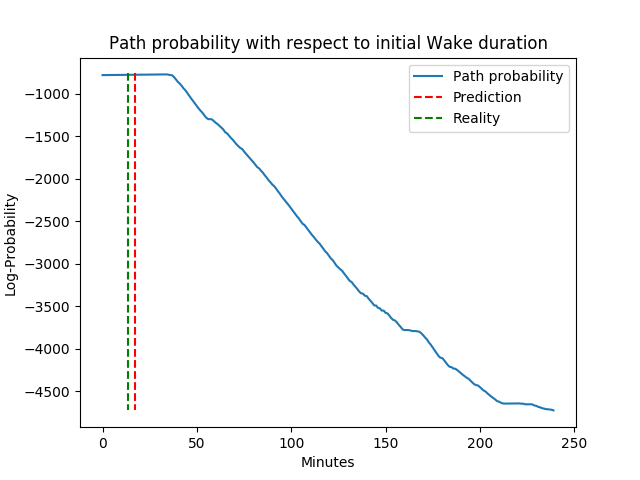 Path probability with respect to initial Wake duration
Path probability
Prediction
Reality
Log-Probability
−1000
−1500
−2000
−2500
−3000
−3500
−4000
−4500
0 50 100 150 200 250
Minutes